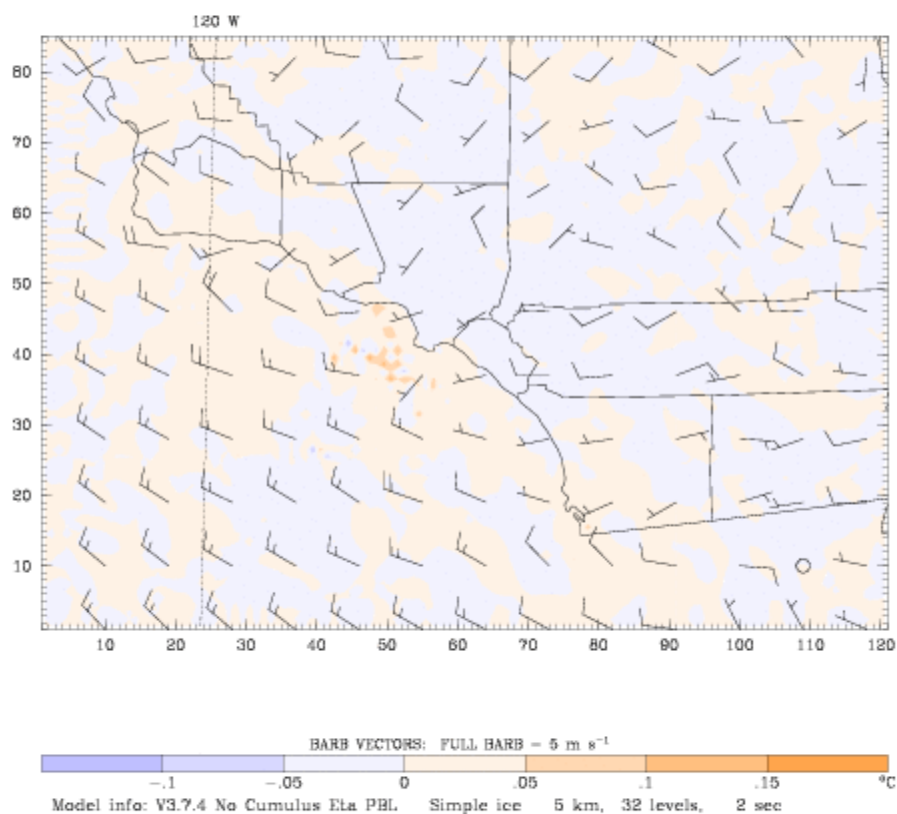 120 W
80
70
60
50
40
30
20
10
10 20 30 40 50 60 70 80 90 100 110 120
BARB VECTORS: FULL BARB = 5 m s⁻¹
-.1 -.05 0 .05 .1 .15 °C
Model info: V3.7.4 No Cumulus Eta PBL Simple ice 5 km, 32 levels, 2 sec